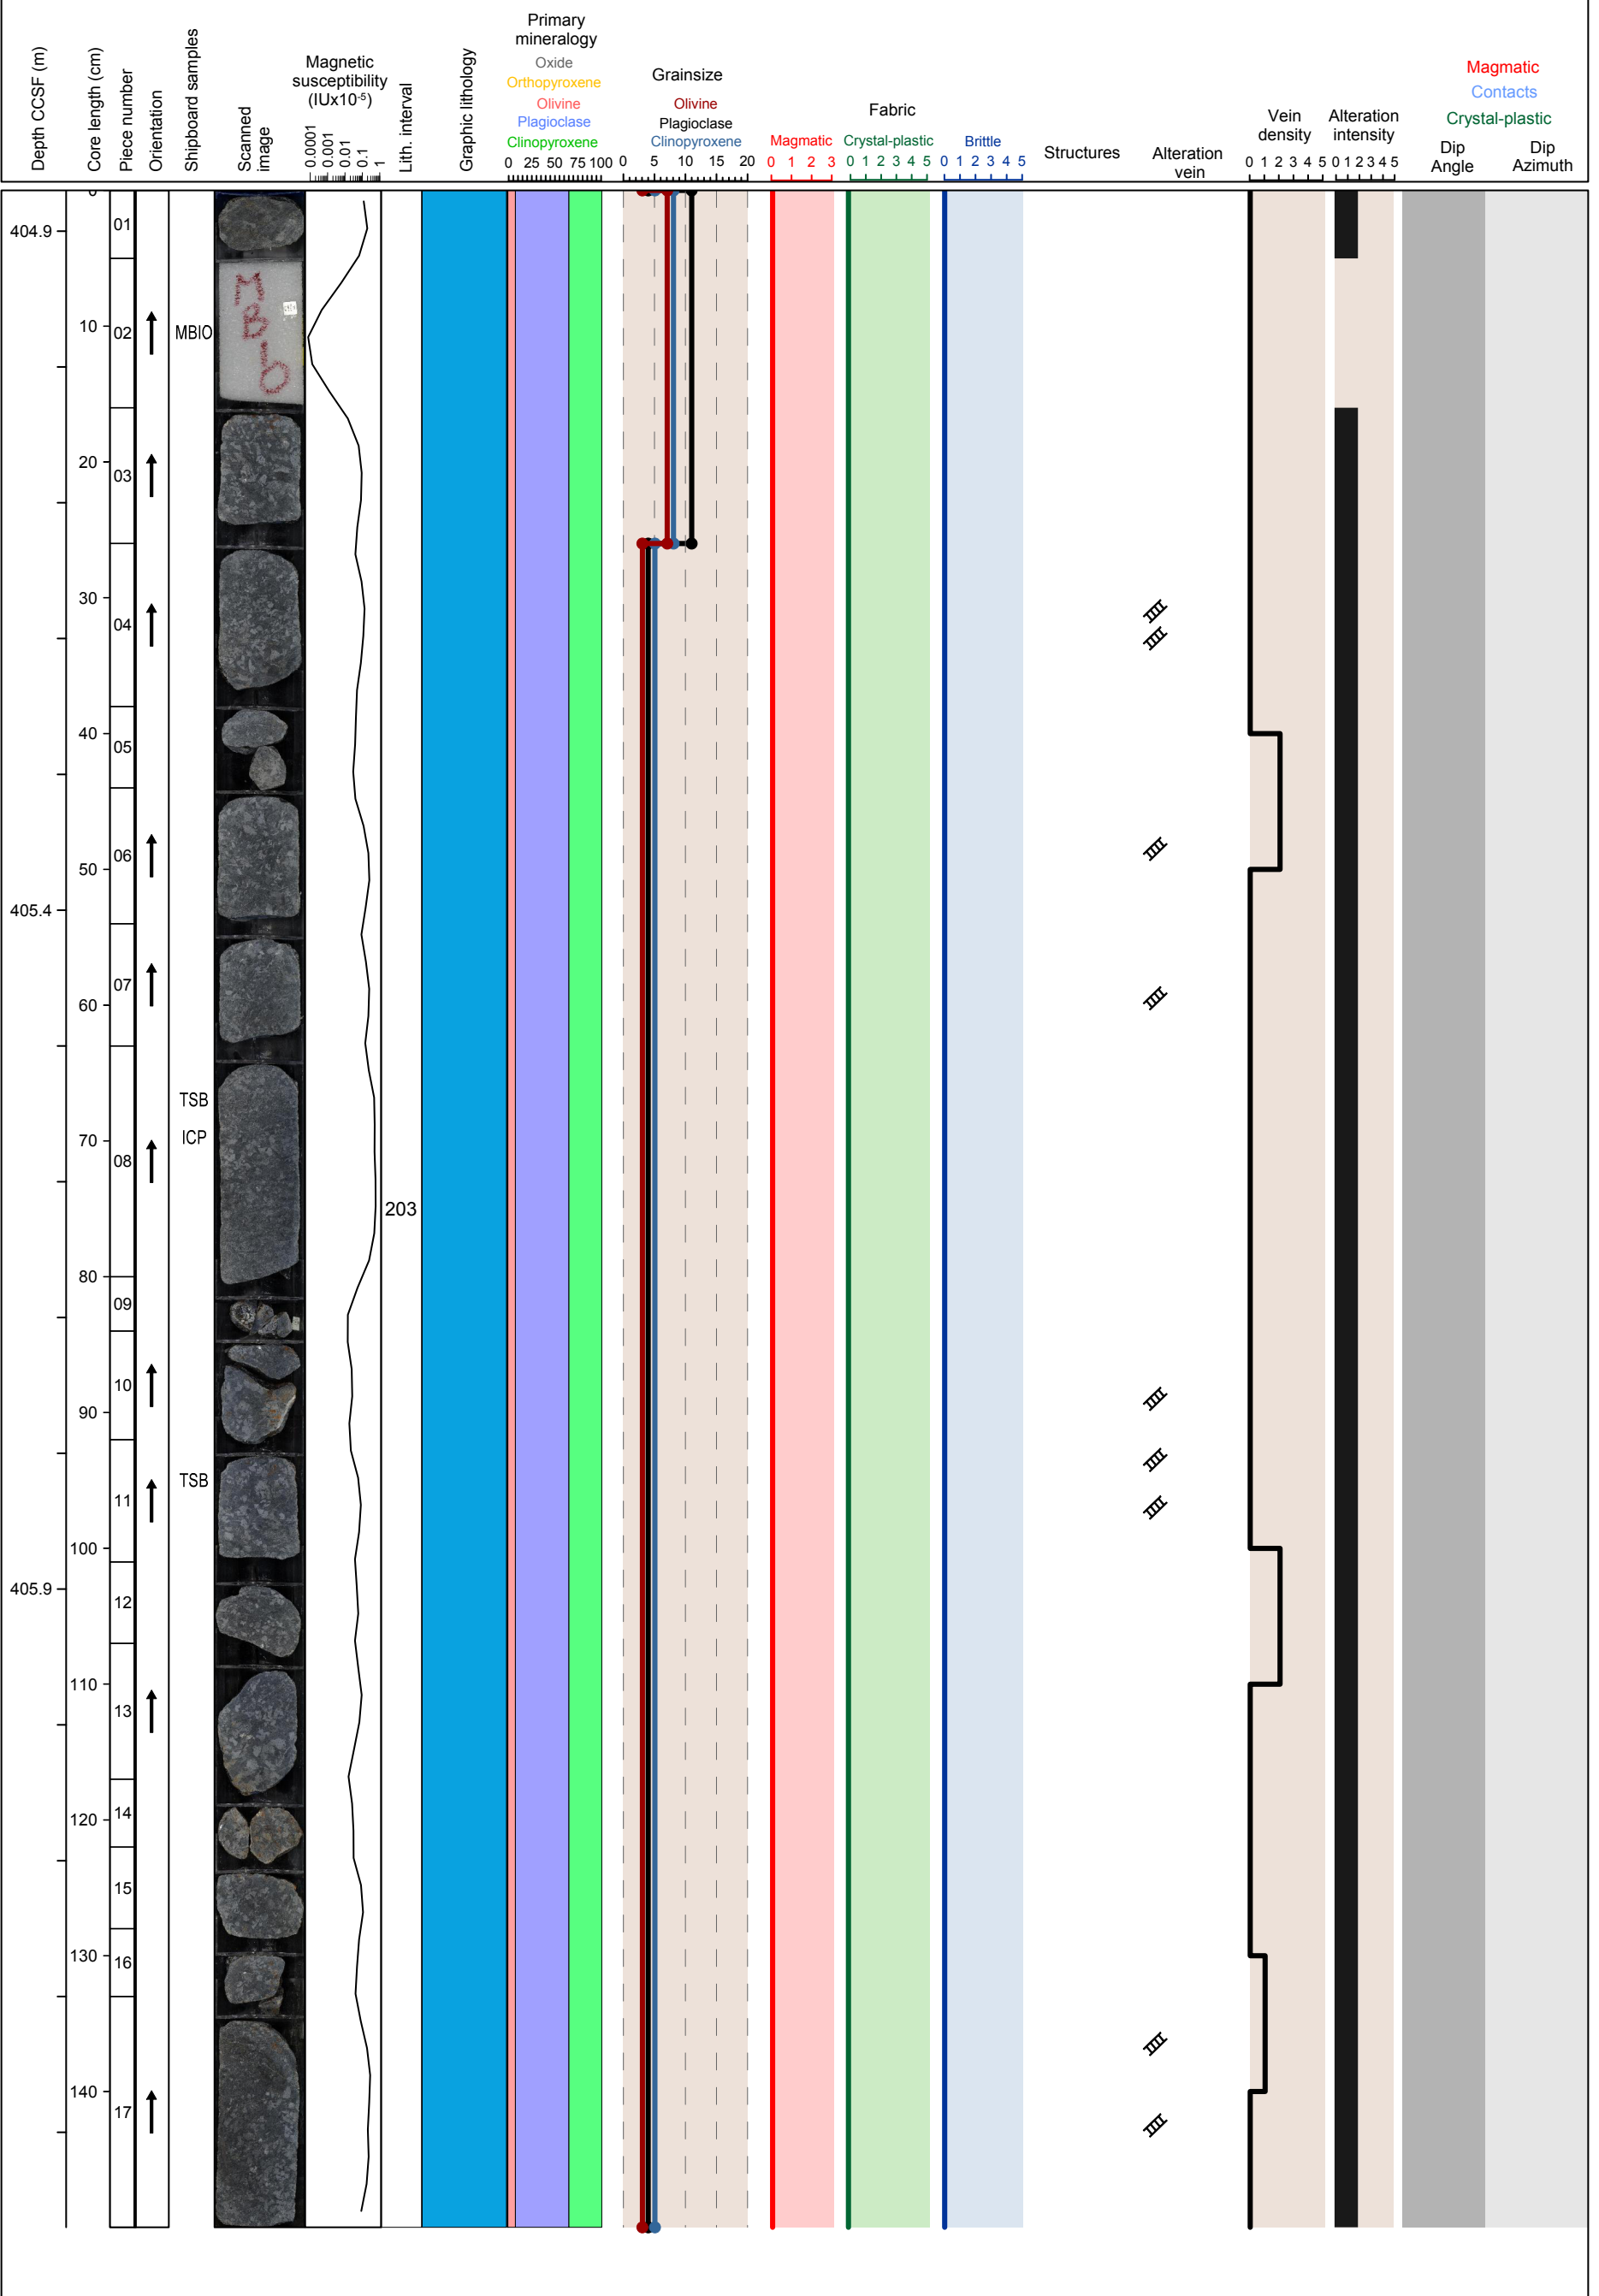 Depth CCSF (m)
Core length (cm)
Piece number
Orientation
Shipboard samples
Scanned
image
Magnetic
susceptibility
(IUx10-5)
0.0001
0.001
0.01
0.1
1
Lith. interval
Graphic lithology
Primary
mineralogy
Oxide
Orthopyroxene
Olivine
Plagioclase
Clinopyroxene
0 25 50 75 100
Grainsize
Olivine
Plagioclase
Clinopyroxene
0 5 10 15 20
Fabric
Magmatic
0 1 2 3
Crystal-plastic
0 1 2 3 4 5
Brittle
0 1 2 3 4 5
Structures
Alteration
vein
Vein
density
0 1 2 3 4 5
Alteration
intensity
0 1 2 3 4 5
Magmatic
Contacts
Crystal-plastic
Dip
Angle
Dip
Azimuth
0
01
404.9
MBIO
10
02
MBIO
20
03
30
04
40
05
06
50
405.4
07
60
TSB
ICP
70
08
203
80
09
10
90
TSB
11
100
405.9
12
110
13
14
120
15
130
16
140
17